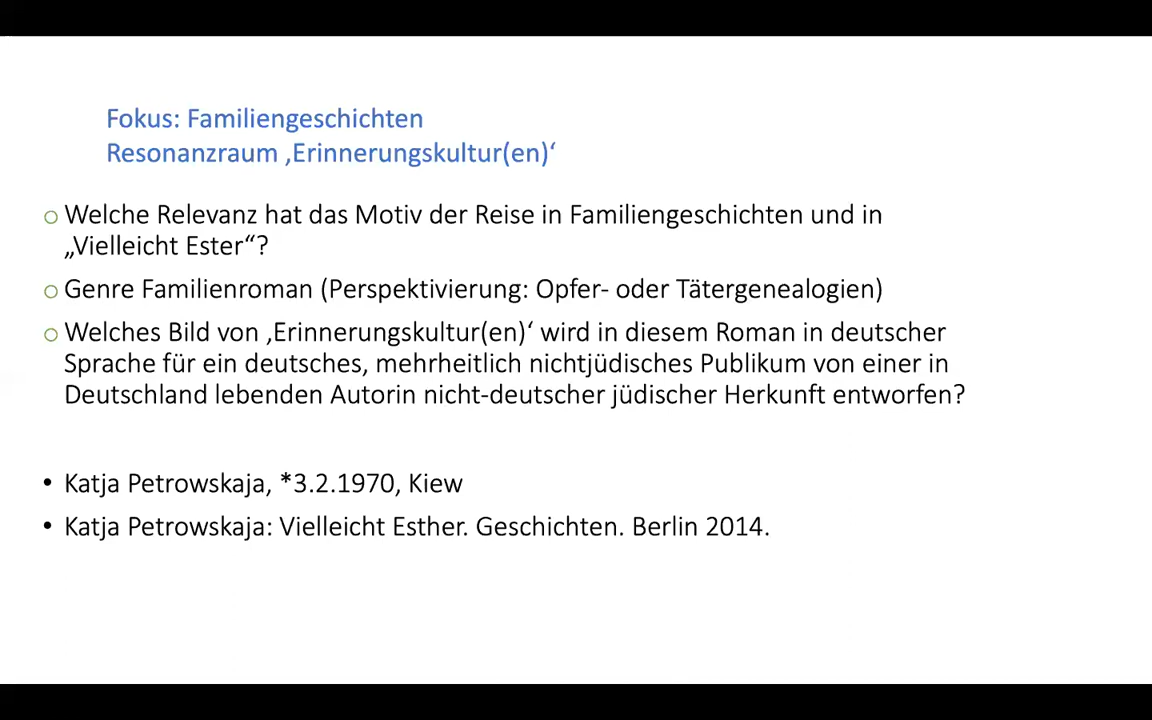 Fokus: Familiengeschichten
Resonanzraum ‚Erinnerungskultur(en)‘
o Welche Relevanz hat das Motiv der Reise in Familiengeschichten und in
„Vielleicht Ester“?
o Genre Familienroman (Perspektivierung: Opfer- oder Tätergenealogien)
o Welches Bild von ‚Erinnerungskultur(en)‘ wird in diesem Roman in deutscher
Sprache für ein deutsches, mehrheitlich nichtjüdisches Publikum von einer in
Deutschland lebenden Autorin nicht-deutscher jüdischer Herkunft entworfen?
• Katja Petrowskaja, *3.2.1970, Kiew
• Katja Petrowskaja: Vielleicht Esther. Geschichten. Berlin 2014.